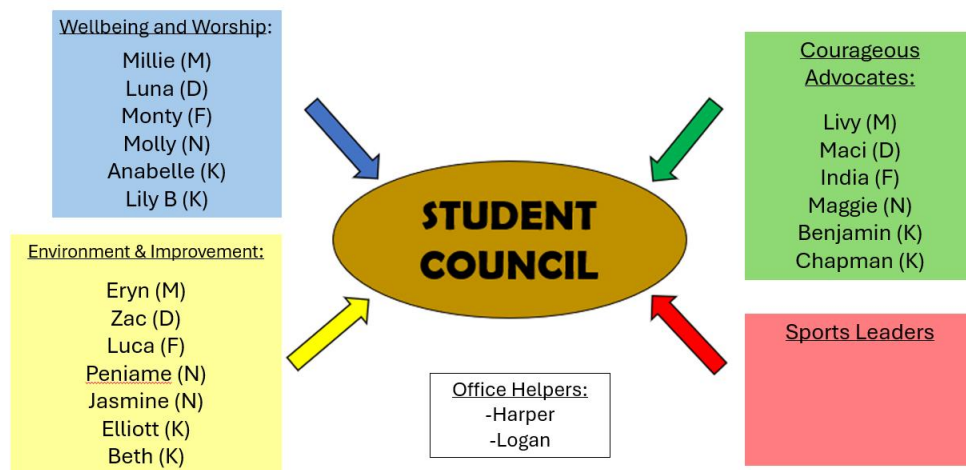 Wellbeing and Worship:
Millie (M)
Luna (D)
Monty (F)
Molly (N)
Anabelle (K)
Lily B (K)
Environment & Improvement:
Eryn (M)
Zac (D)
Luca (F)
Peniame (N)
Jasmine (N)
Elliott (K)
Beth (K)
STUDENT
COUNCIL
Office Helpers:
-Harper
-Logan
Courageous
Advocates:
Livy (M)
Maci (D)
India (F)
Maggie (N)
Benjamin (K)
Chapman (K)
Sports Leaders